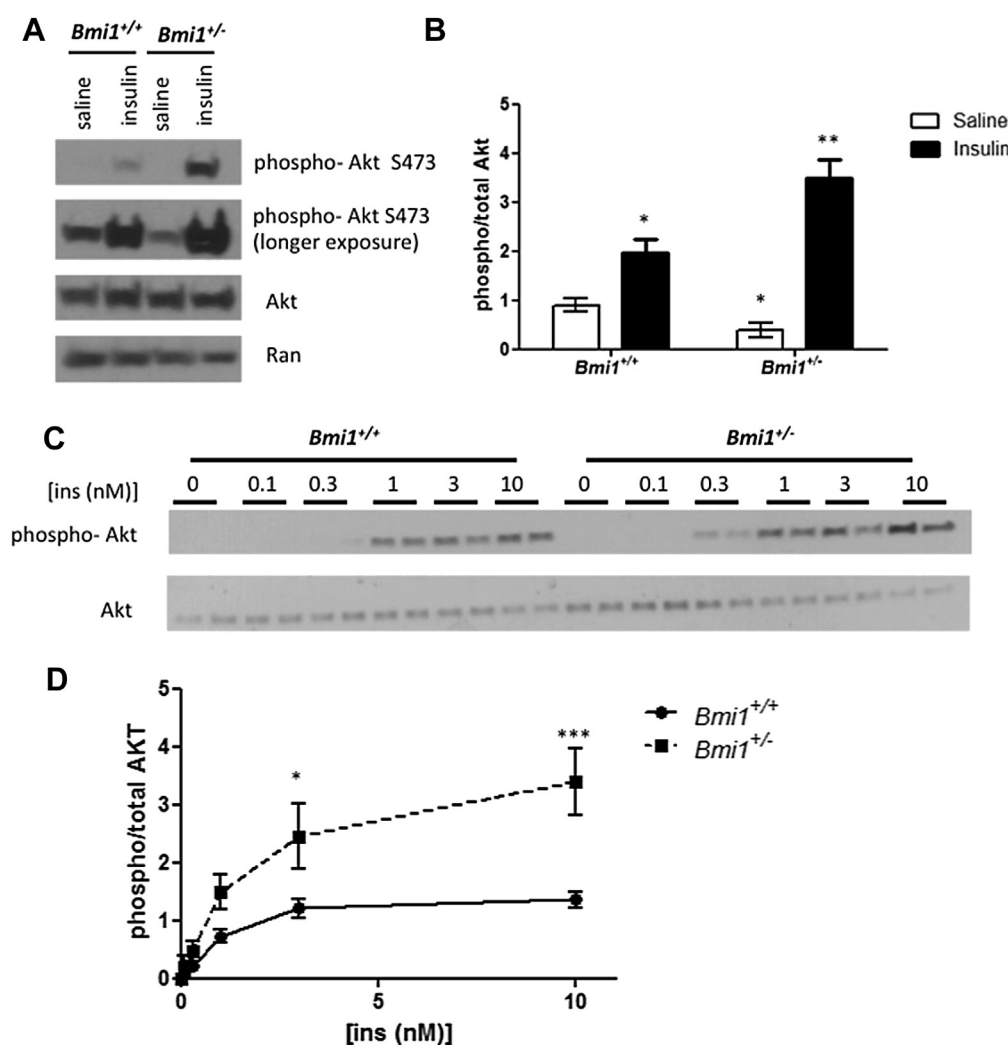 A
Bmi1+/+ Bmi1+/-
saline insulin saline insulin
phospho- Akt S473
phospho- Akt S473
(longer exposure)
Akt
Ran
B
phospho/total Akt
5
4
3
2
1
0
*
*
**
Bmi1+/+ Bmi1+/-
Saline
Insulin
C
Bmi1+/+ Bmi1+/-
[ins (nM)] 0 0.1 0.3 1 3 10 0 0.1 0.3 1 3 10
phospho- Akt
Akt
D
phospho/total AKT
5
4
3
2
1
0
*
***
0 5 10
[ins (nM)]
Bmi1+/+
Bmi1+/-